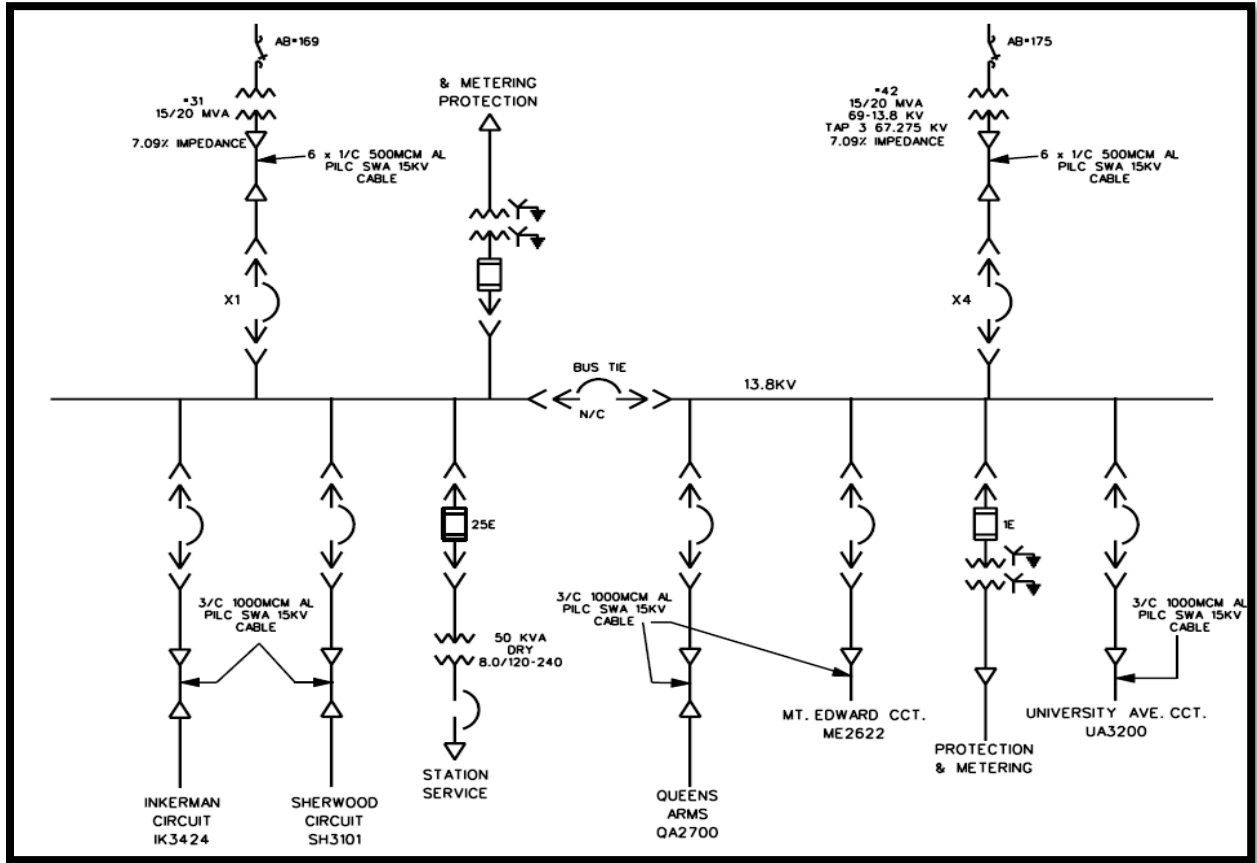 AB*169
*31
15/20 MVA
7.09% IMPEDANCE
6 x 1/C 500MCM AL
PILC SWA 15KV
CABLE
& METERING
PROTECTION
AB*175
*42
15/20 MVA
69-13.8 KV
TAP 3 67.275 KV
7.09% IMPEDANCE
6 x 1/C 500MCM AL
PILC SWA 15KV
CABLE
X1
X4
BUS TIE
N/C
13.8KV
25E
1E
3/C 1000MCM AL
PILC SWA 15KV
CABLE
50 KVA
DRY
8.0/120-240
3/C 1000MCM AL
PILC SWA 15KV
CABLE
3/C 1000MCM AL
PILC SWA 15KV
CABLE
INKERMAN
CIRCUIT
IK3424
SHERWOOD
CIRCUIT
SH3101
STATION
SERVICE
QUEENS
ARMS
QA2700
MT. EDWARD CCT.
ME2622
PROTECTION
& METERING
UNIVERSITY AVE. CCT.
UA3200